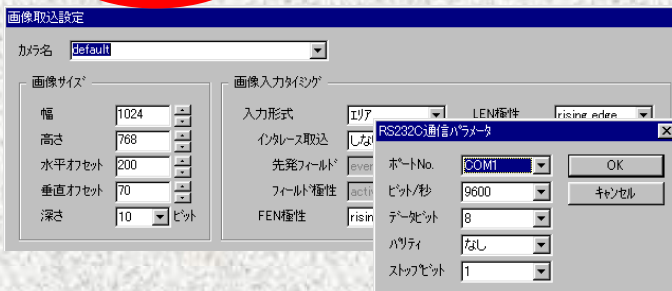 画像取込設定
ｶﾒﾗ名 default
画像ｻｲｽﾞ
幅 1024
高さ 768
水平ｵﾌｾｯﾄ 200
垂直ｵﾌｾｯﾄ 70
深さ 10 ﾋﾞｯﾄ
画像入力ﾀｲﾐﾝｸﾞ
入力形式 ｴﾘｱ LEN極性 rising edge
ｲﾝﾀﾚｰｽ取込
先発ﾌｨｰﾙﾄﾞ even
ﾌｨｰﾙﾄﾞ極性
FEN極性
RS232C通信ﾊﾟﾗﾒｰﾀ
ﾎﾟｰﾄNo. COM1 OK
ﾋﾞｯﾄ/秒 9600 ｷｬﾝｾﾙ
ﾃﾞｰﾀﾋﾞｯﾄ 8
ﾊﾟﾘﾃｨ なし
ｽﾄｯﾌﾟﾋﾞｯﾄ 1